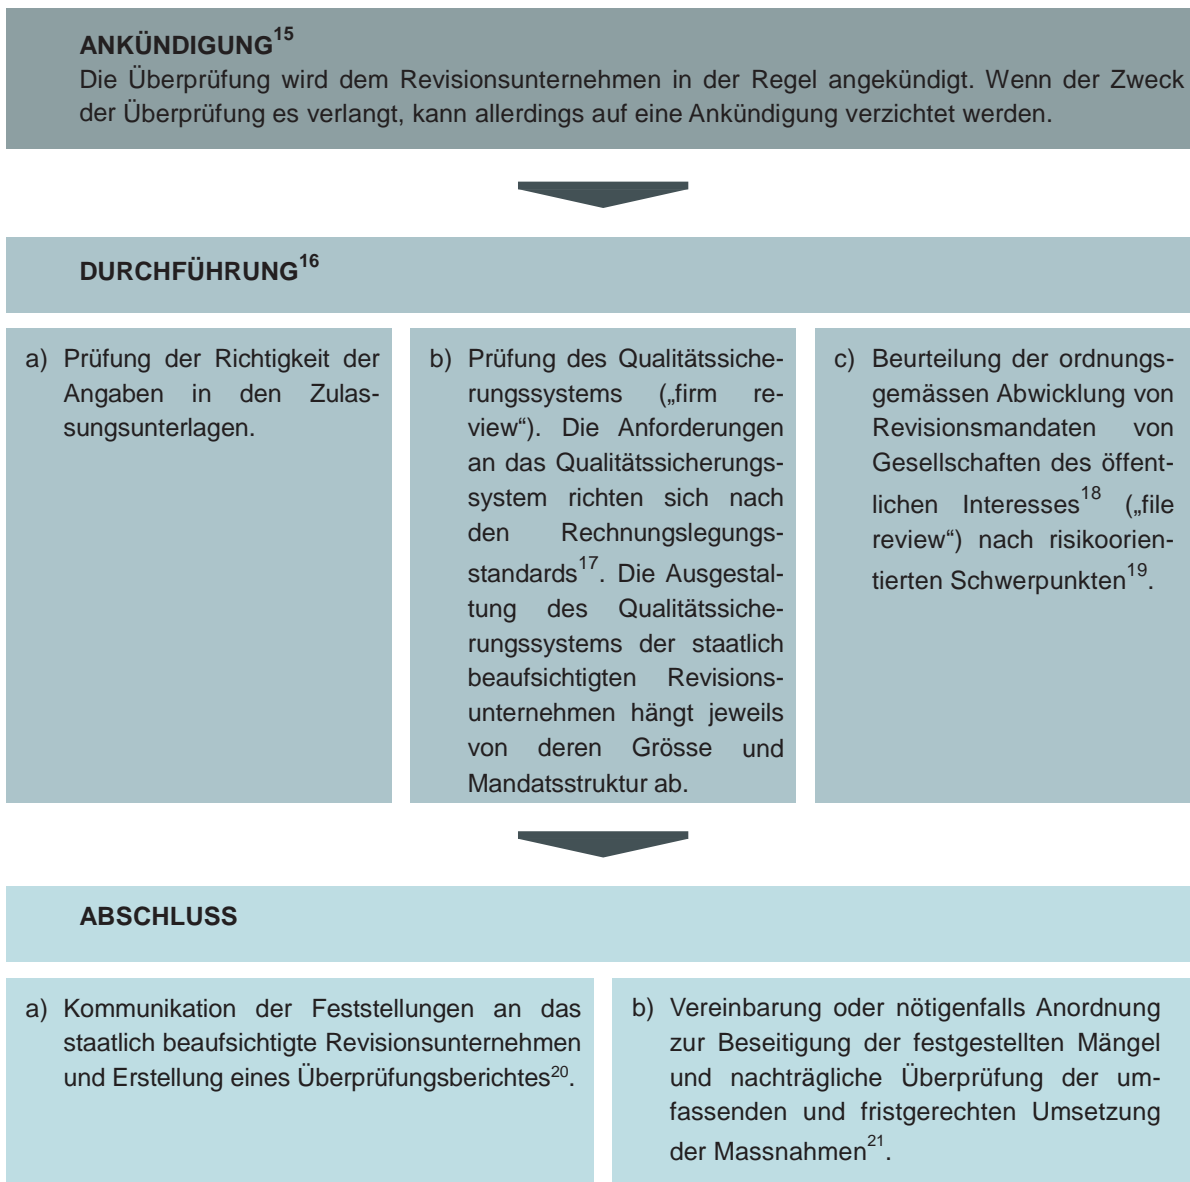 ANKÜNDIGUNG15
Die Überprüfung wird dem Revisionsunternehmen in der Regel angekündigt. Wenn der Zweck
der Überprüfung es verlangt, kann allerdings auf eine Ankündigung verzichtet werden.
DURCHFÜHRUNG16
a) Prüfung der Richtigkeit der
Angaben in den Zulas-
sungsunterlagen.
b) Prüfung des Qualitätssiche-
rungssystems („firm re-
view“). Die Anforderungen
an das Qualitätssicherungs-
system richten sich nach
den Rechnungslegungs-
standards17. Die Ausgestal-
tung des Qualitätssiche-
rungssystems der staatlich
beaufsichtigten Revisions-
unternehmen hängt jeweils
von deren Grösse und
Mandatsstruktur ab.
c) Beurteilung der ordnungs-
gemässen Abwicklung von
Revisionsmandaten von
Gesellschaften des öffent-
lichen Interesses18 („file
review“) nach risikoorien-
tierten Schwerpunkten19.
ABSCHLUSS
a) Kommunikation der Feststellungen an das
staatlich beaufsichtigte Revisionsunternehmen
und Erstellung eines Überprüfungsberichtes20.
b) Vereinbarung oder nötigenfalls Anordnung
zur Beseitigung der festgestellten Mängel
und nachträgliche Überprüfung der um-
fassenden und fristgerechten Umsetzung
der Massnahmen21.